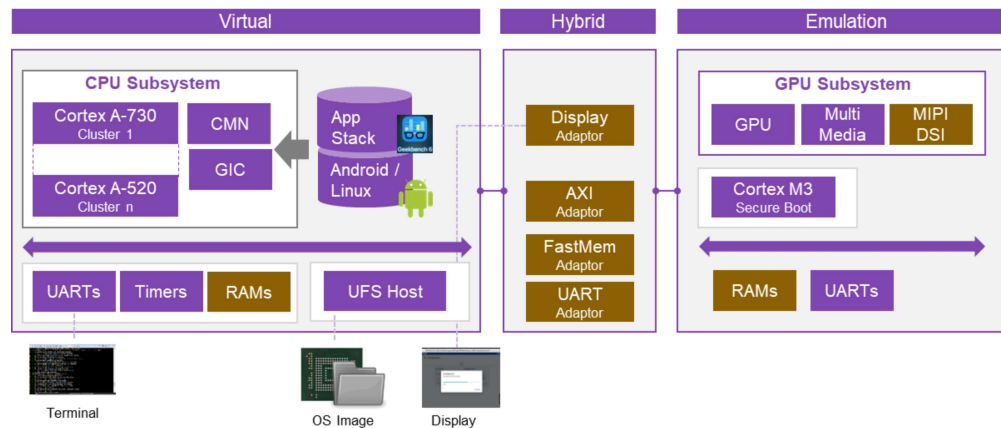 Virtual
Hybrid
Emulation
CPU Subsystem
Cortex A-730
Cluster 1
Cortex A-520
Cluster n
CMN
GIC
App
Stack
Geekbench 6
Android /
Linux
UARTs
Timers
RAMs
UFS Host
Terminal
OS Image
Display
Display
Adaptor
AXI
Adaptor
FastMem
Adaptor
UART
Adaptor
GPU Subsystem
GPU
Multi
Media
MIPI
DSI
Cortex M3
Secure Boot
RAMs
UARTs